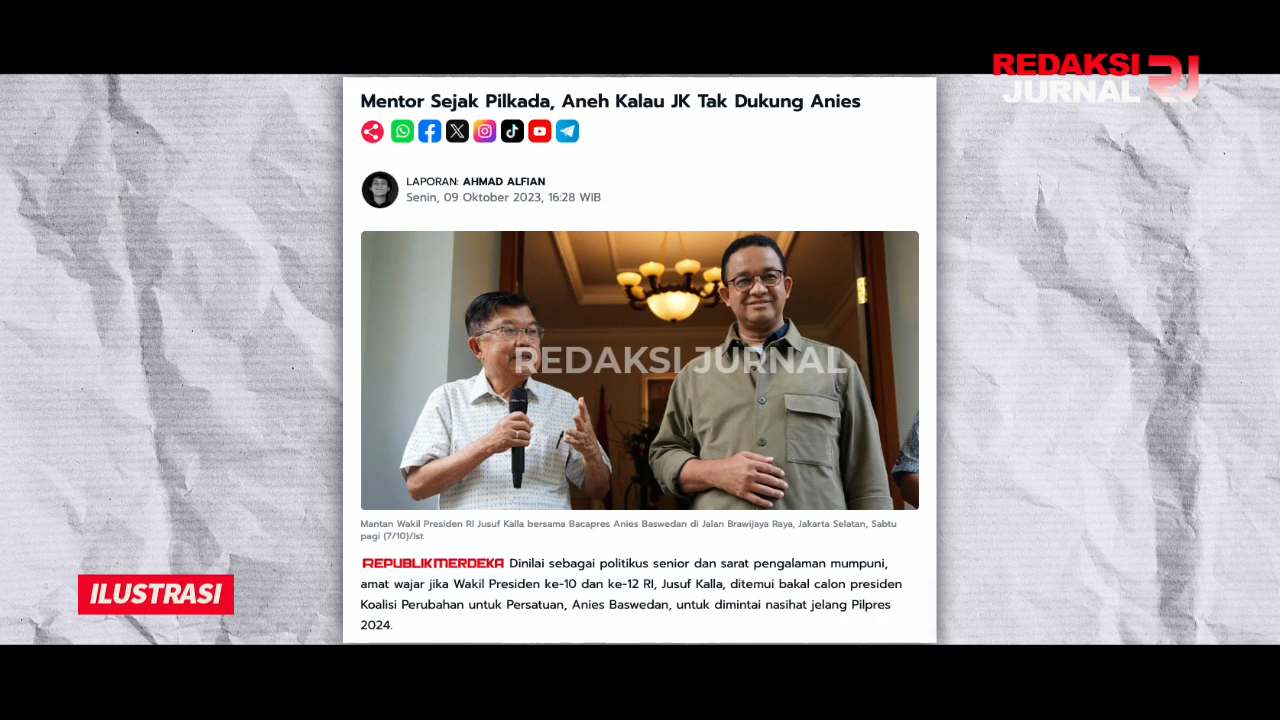 REDAKSI
JURNAL RJ
Mentor Sejak Pilkada, Aneh Kalau JK Tak Dukung Anies
LAPORAN: AHMAD ALFIAN
Senin, 09 Oktober 2023, 16:28 WIB
REDAKSI JURNAL
Mantan Wakil Presiden RI Jusuf Kalla bersama Bacapres Anies Baswedan di Jalan Brawijaya Raya, Jakarta Selatan, Sabtu
pagi (7/10)/Ist
REPUBLIKMERDEKA Dinilai sebagai politikus senior dan sarat pengalaman mumpuni,
amat wajar jika Wakil Presiden ke-10 dan ke-12 RI, Jusuf Kalla, ditemui bakal calon presiden
Koalisi Perubahan untuk Persatuan, Anies Baswedan, untuk dimintai nasihat jelang Pilpres
2024.
ILUSTRASI